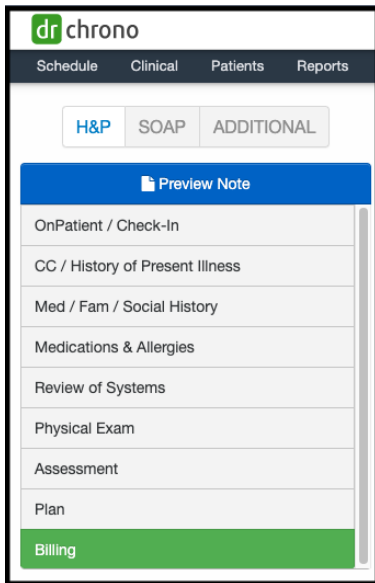 dr chrono
Schedule Clinical Patients Reports
H&P SOAP ADDITIONAL
Preview Note
OnPatient / Check-In
CC / History of Present Illness
Med / Fam / Social History
Medications & Allergies
Review of Systems
Physical Exam
Assessment
Plan
Billing